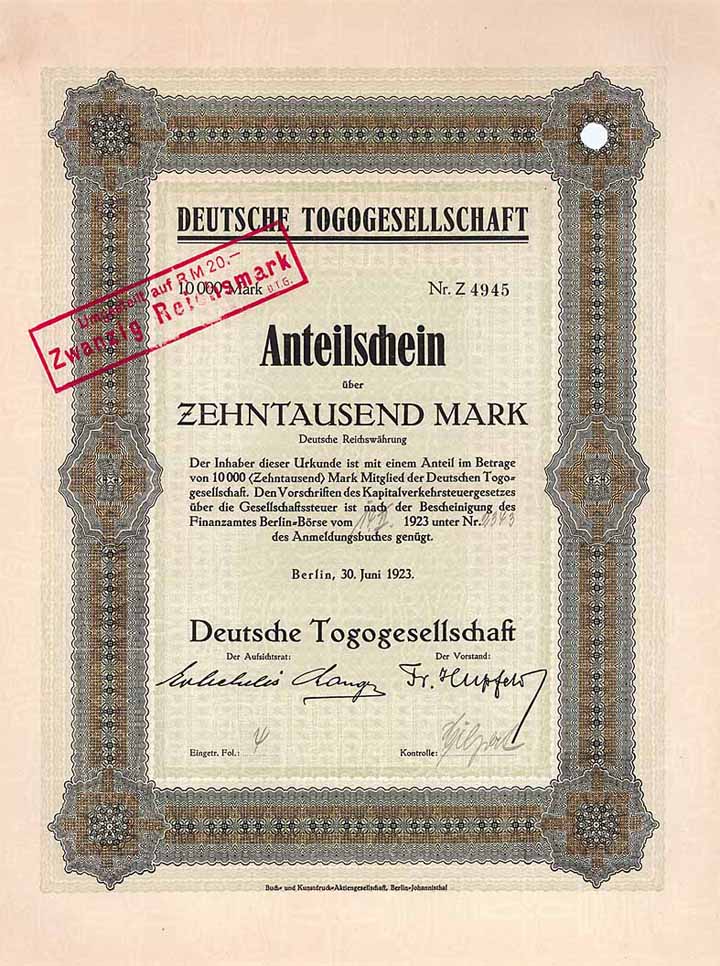 DEUTSCHE TOGOGESELLSCHAFT
Umgestellt auf RM 20.–
Zwanzig Reichsmark
D.T.G.
10 000 Mark Nr. Z 4945
Anteilschein
über
ZEHNTAUSEND MARK
Deutsche Reichswährung
Der Inhaber dieser Urkunde ist mit einem Anteil im Betrage
von 10 000 (Zehntausend) Mark Mitglied der Deutschen Togo=
gesellschaft. Den Vorschriften des Kapitalverkehrsteuergesetzes
über die Gesellschaftssteuer ist nach der Bescheinigung des
Finanzamtes Berlin=Börse vom 1923 unter Nr.
des Anmeldungsbuches genügt.
Berlin, 30. Juni 1923.
Deutsche Togogesellschaft
Der Aufsichtsrat: Der Vorstand:
Fr. Hupfeld
Eingetr. Fol.: Kontrolle:
Buch= und Kunstdruck=Aktiengesellschaft, Berlin=Johannisthal